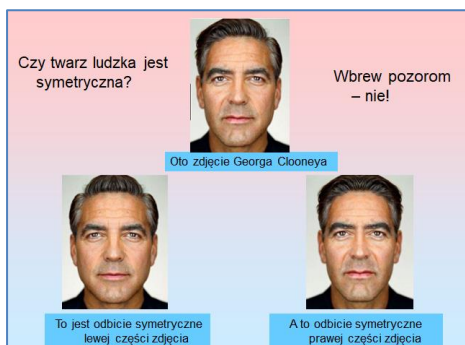 Czy twarz ludzka jest
symetryczna?
Wbrew pozorom
– nie!
Oto zdjęcie Georga Clooneya
To jest odbicie symetryczne
lewej części zdjęcia
A to odbicie symetryczne
prawej części zdjęcia